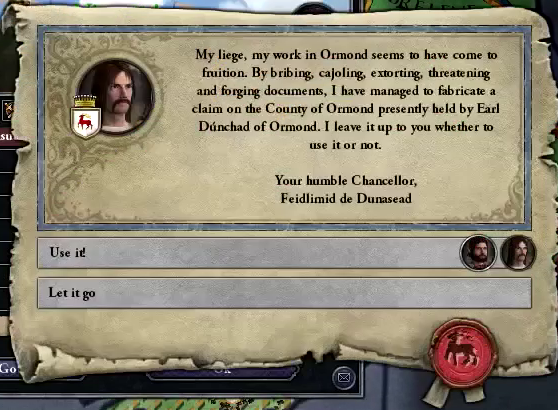 My liege, my work in Ormond seems to have come to
fruition. By bribing, cajoling, extorting, threatening
and forging documents, I have managed to fabricate a
claim on the County of Ormond presently held by Earl
Dúnchad of Ormond. I leave it up to you whether to
use it or not.
Your humble Chancellor,
Feidlimid de Dunasead
Use it!
Let it go
Go
Ok